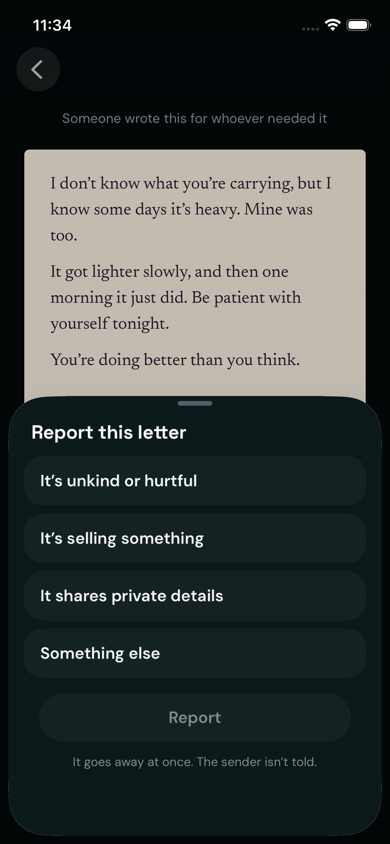 11:34
Someone wrote this for whoever needed it
I don’t know what you’re carrying, but I
know some days it’s heavy. Mine was
too.
It got lighter slowly, and then one
morning it just did. Be patient with
yourself tonight.
You’re doing better than you think.
Report this letter
It’s unkind or hurtful
It’s selling something
It shares private details
Something else
Report
It goes away at once. The sender isn’t told.